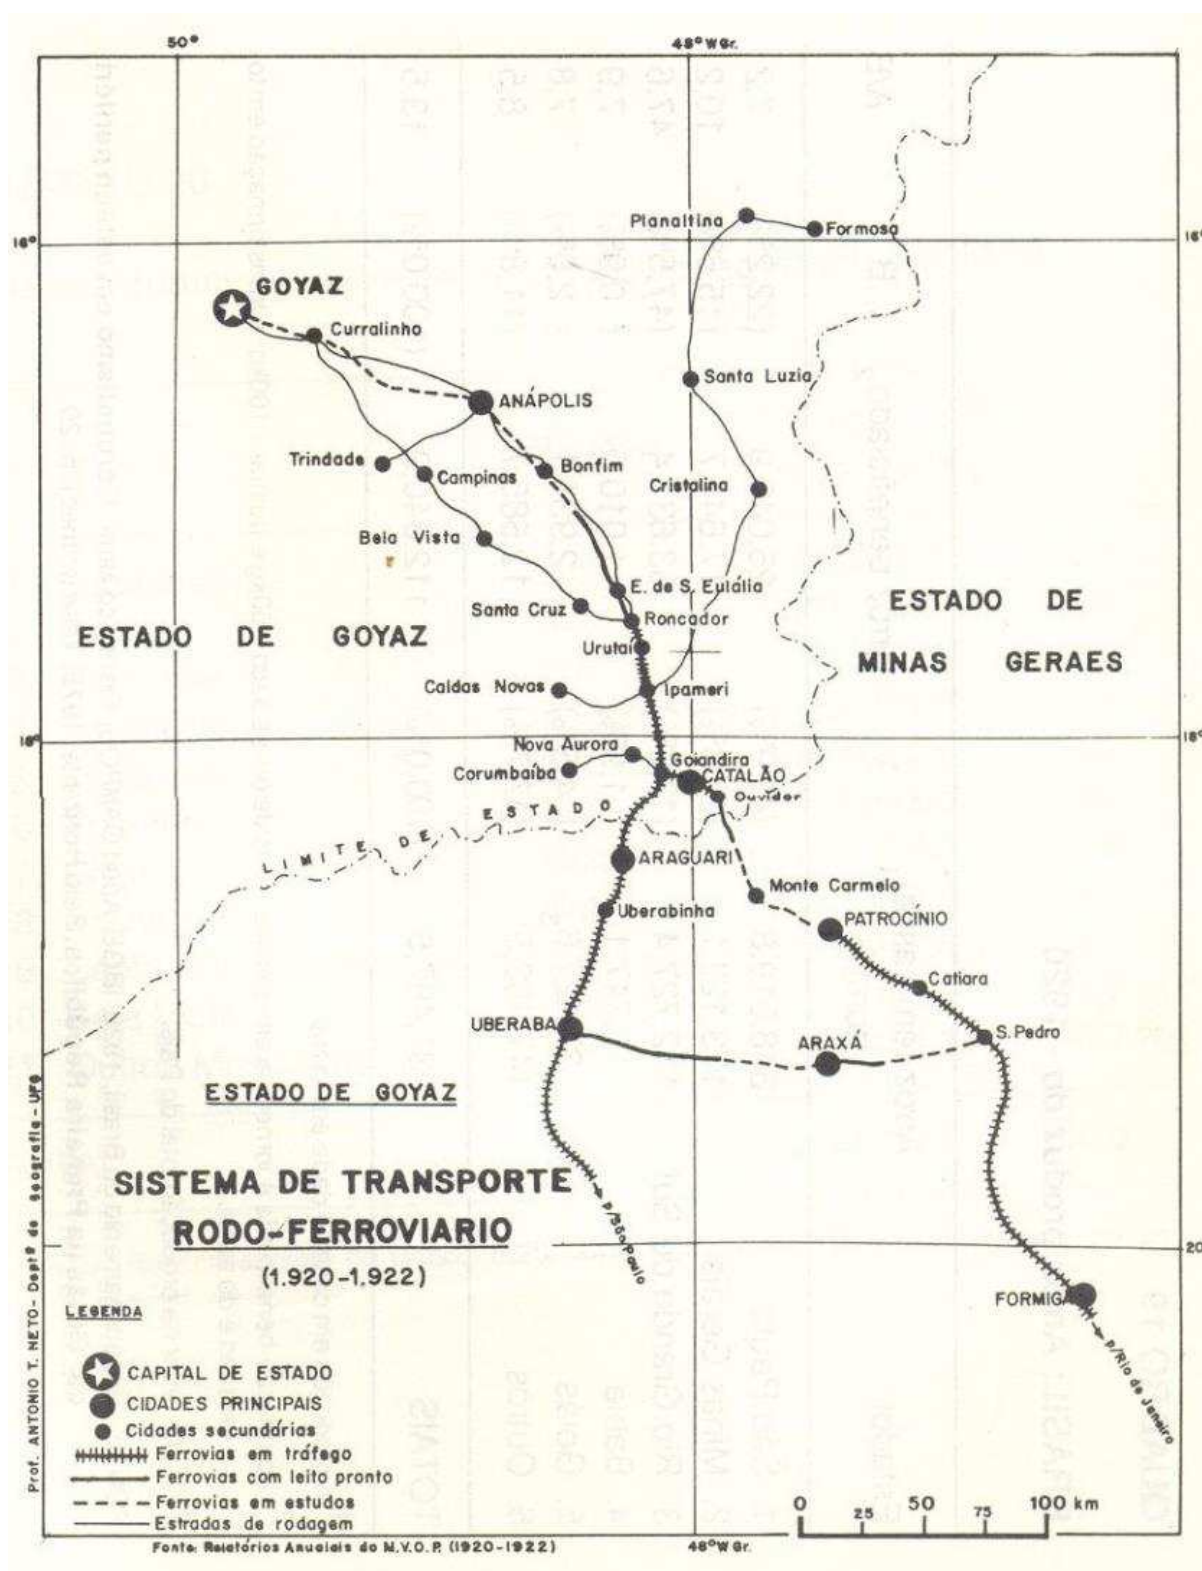 50°
48°WGr.
Planaltina
Formosa
16°
16°
GOYAZ
Curralinho
Santa Luzia
ANÁPOLIS
Trindade
Bonfim
Campinas
Cristalina
Bela Vista
E. de S. Eulália
ESTADO DE
Santa Cruz
Roncador
ESTADO DE GOYAZ
Urutaí
MINAS GERAES
Caldas Novas
Ipameri
18°
18°
Nova Aurora
Goiandira
Corumbaíba
CATALÃO
Ouvidor
LIMITE DE ESTADO
ARAGUARI
Monte Carmelo
Uberabinha
PATROCÍNIO
Catiara
UBERABA
S. Pedro
ARAXÁ
ESTADO DE GOYAZ
SISTEMA DE TRANSPORTE
RODO-FERROVIARIO
(1.920-1.922)
p/São Paulo
20
FORMIGA
p/Rio de Janeiro
LEGENDA
CAPITAL DE ESTADO
CIDADES PRINCIPAIS
Cidades secundárias
Ferrovias em tráfego
Ferrovias com leito pronto
Ferrovias em estudos
Estradas de rodagem
0 25 50 75 100 km
Fonte: Relatórios Anuaieis do M.V.O.P. (1920-1922)
48°WGr.
Prof. ANTONIO T. NETO - Deptº de Geografia - UFG